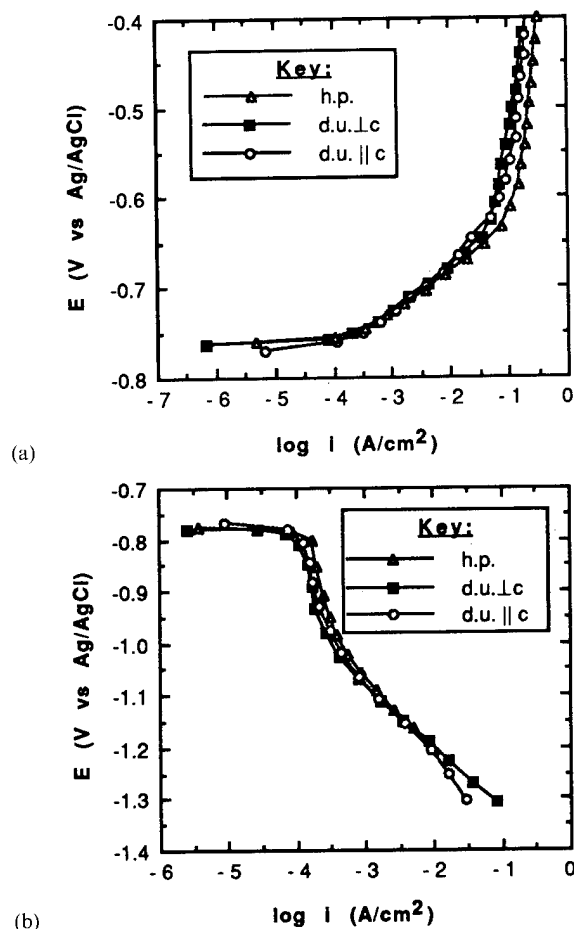 -0.4
-0.5
-0.6
-0.7
-0.8
E (V vs Ag/AgCl)
Key:
h.p.
d.u.⊥c
d.u. || c
-7 -6 -5 -4 -3 -2 -1 0
log i (A/cm²)
(a)
-0.7
-0.8
-0.9
-1.0
-1.1
-1.2
-1.3
-1.4
E (V vs Ag/AgCl)
Key:
h.p.
d.u.⊥c
d.u. || c
-6 -5 -4 -3 -2 -1 0
log i (A/cm²)
(b)